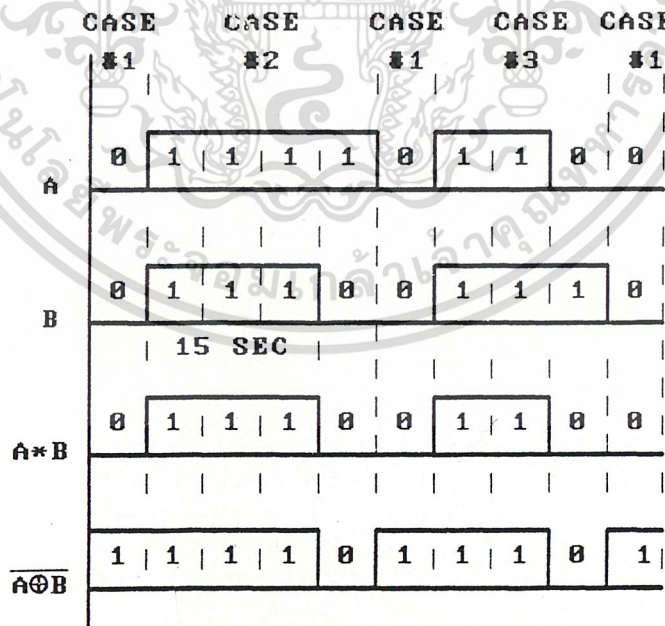 CASE CASE CASE CASE CASE
#1 #2 #1 #3 #1
A 0 1 1 1 1 0 1 1 0 0
B 0 1 1 1 0 0 1 1 1 0
15 SEC
A*B 0 1 1 1 0 0 1 1 0 0
A⊕B 1 1 1 1 0 1 1 1 0 1